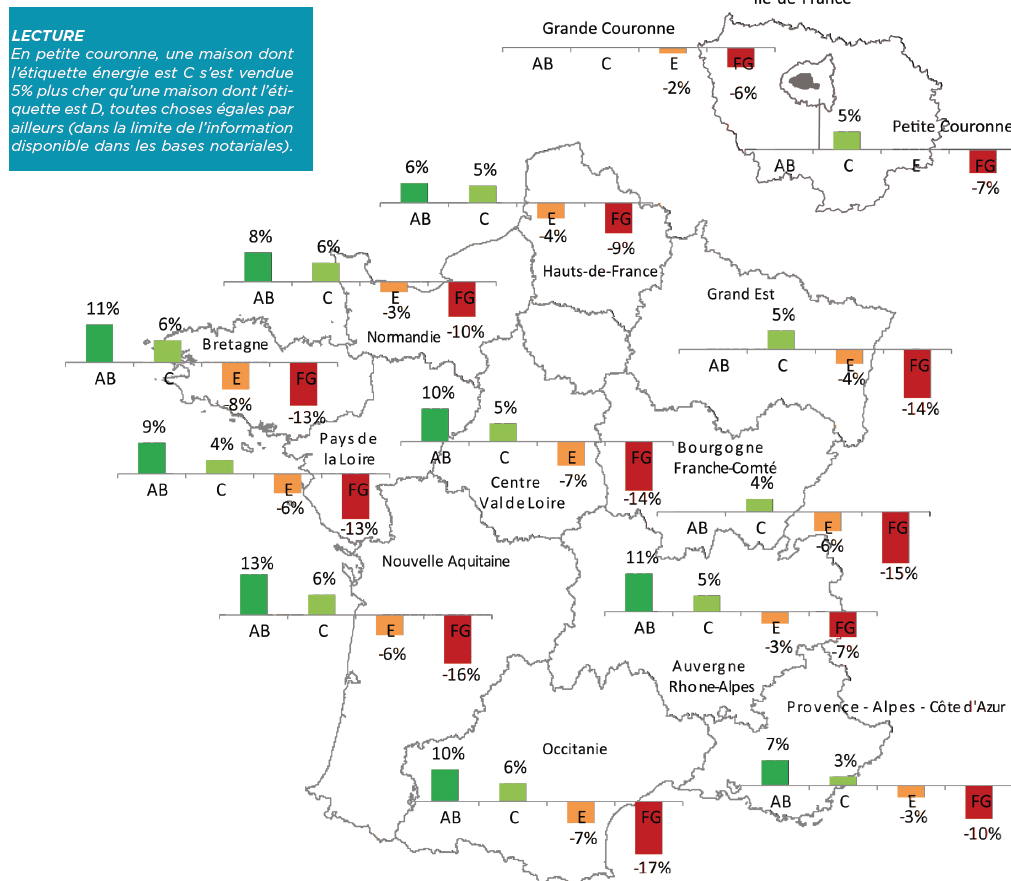 Île-de-France
LECTURE
En petite couronne, une maison dont
l'étiquette énergie est C s'est vendue
5% plus cher qu'une maison dont l'éti-
quette est D, toutes choses égales par
ailleurs (dans la limite de l'information
disponible dans les bases notariales).
Grande Couronne
AB C E FG
-2% -6%
5%
Petite Couronne
AB C E FG
-7%
6% 5%
AB C E FG
-4% -9%
Hauts-de-France
8% 6%
AB C E FG
-3% -10%
Normandie
Grand Est
5%
AB C E FG
-4%
-14%
11% 6%
Bretagne
AB C E FG
-8% -13%
10% 5%
AB C E FG
-7% -14%
Centre
Val de Loire
9% 4%
Pays de
la Loire
AB C E FG
-6% -13%
Bourgogne
Franche-Comté
4%
AB C E FG
-6%
-15%
Nouvelle Aquitaine
13% 6%
AB C E FG
-6%
-16%
11% 5%
AB C E FG
-3% -7%
Auvergne
Rhone-Alpes
Provence - Alpes - Côte d'Azur
7% 3%
AB C E FG
-3% -10%
Occitanie
10% 6%
AB C E FG
-7%
-17%